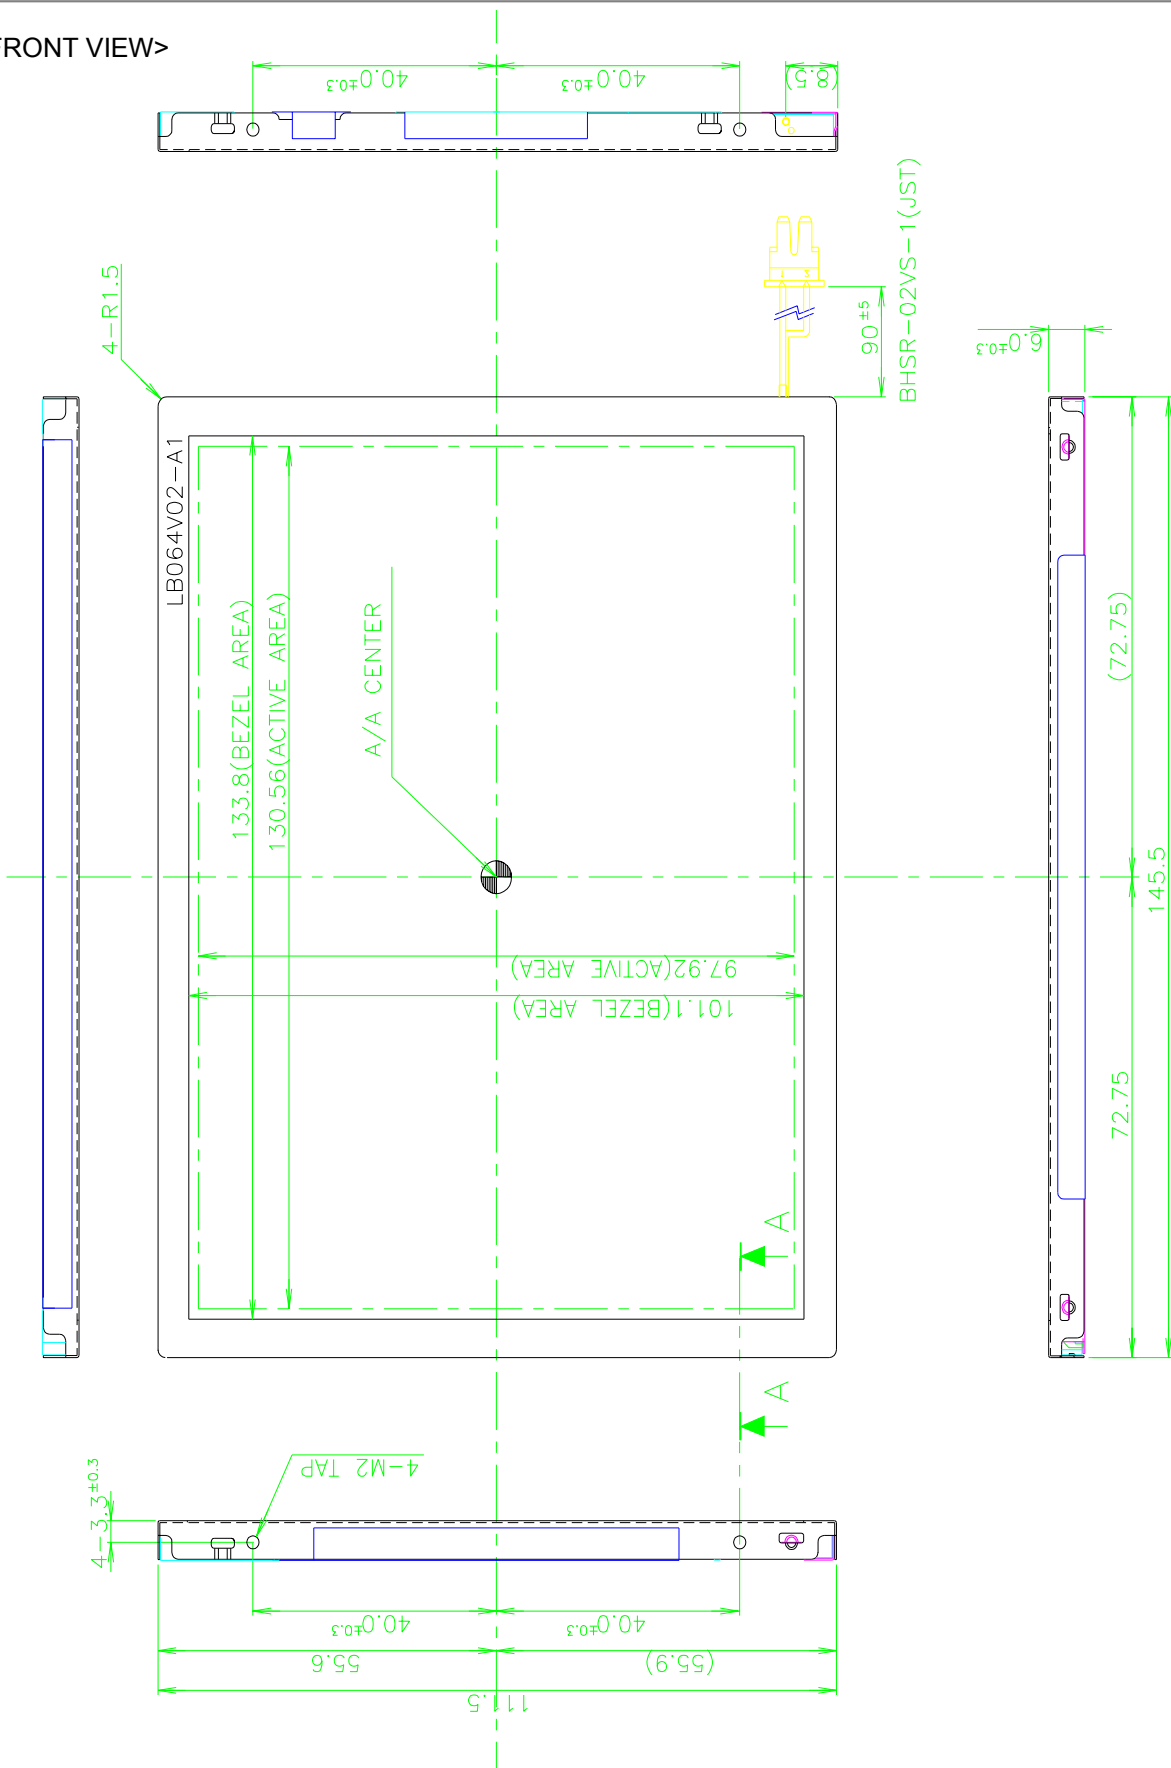 FRONT VIEW>
40.0±0.3
40.0±0.3
(8.5)
BHSR-02VS-1(JST)
90±5
4-R1.5
6.0±0.3
LB064V02-A1
133.8(BEZEL AREA)
130.56(ACTIVE AREA)
A/A CENTER
97.92(ACTIVE AREA)
101.1(BEZEL AREA)
(72.75)
145.5
72.75
A
A
4-M2 TAP
4-3.3±0.3
40.0±0.3
40.0±0.3
55.6
(55.9)
111.5